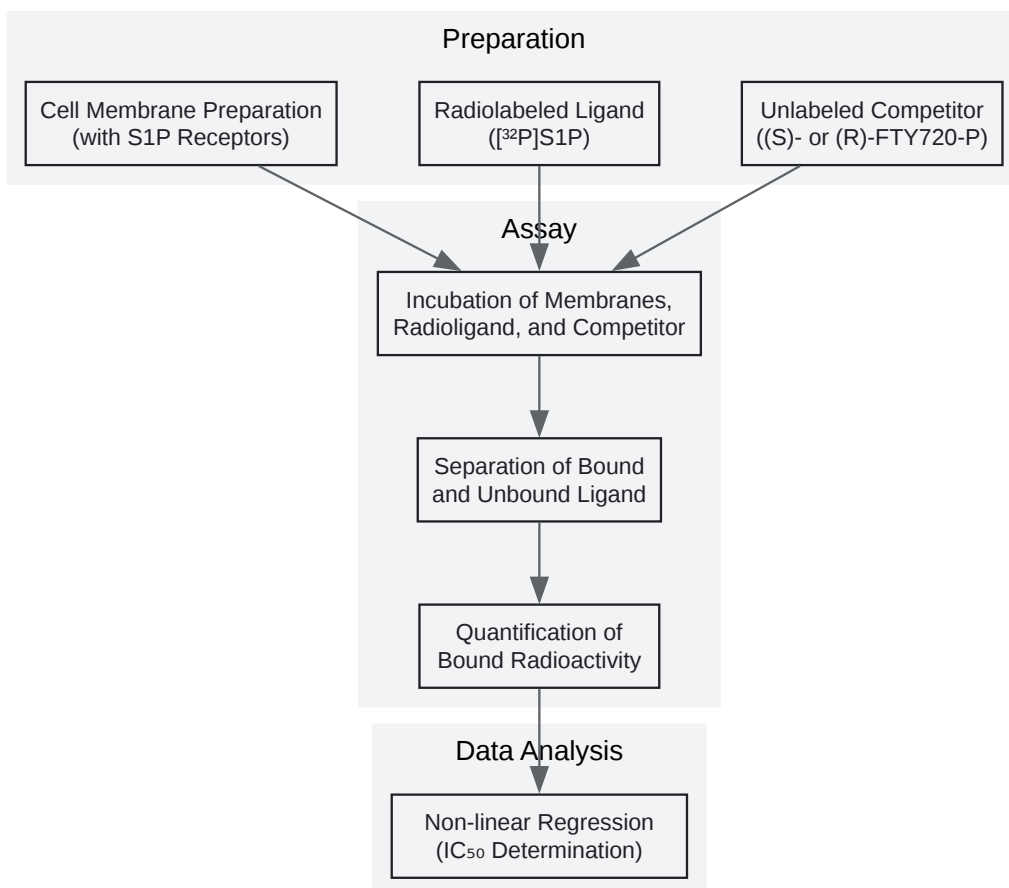 Preparation
Cell Membrane Preparation
(with S1P Receptors)
Radiolabeled Ligand
([³²P]S1P)
Unlabeled Competitor
((S)- or (R)-FTY720-P)
Assay
Incubation of Membranes,
Radioligand, and Competitor
Separation of Bound
and Unbound Ligand
Quantification of
Bound Radioactivity
Data Analysis
Non-linear Regression
(IC₅₀ Determination)